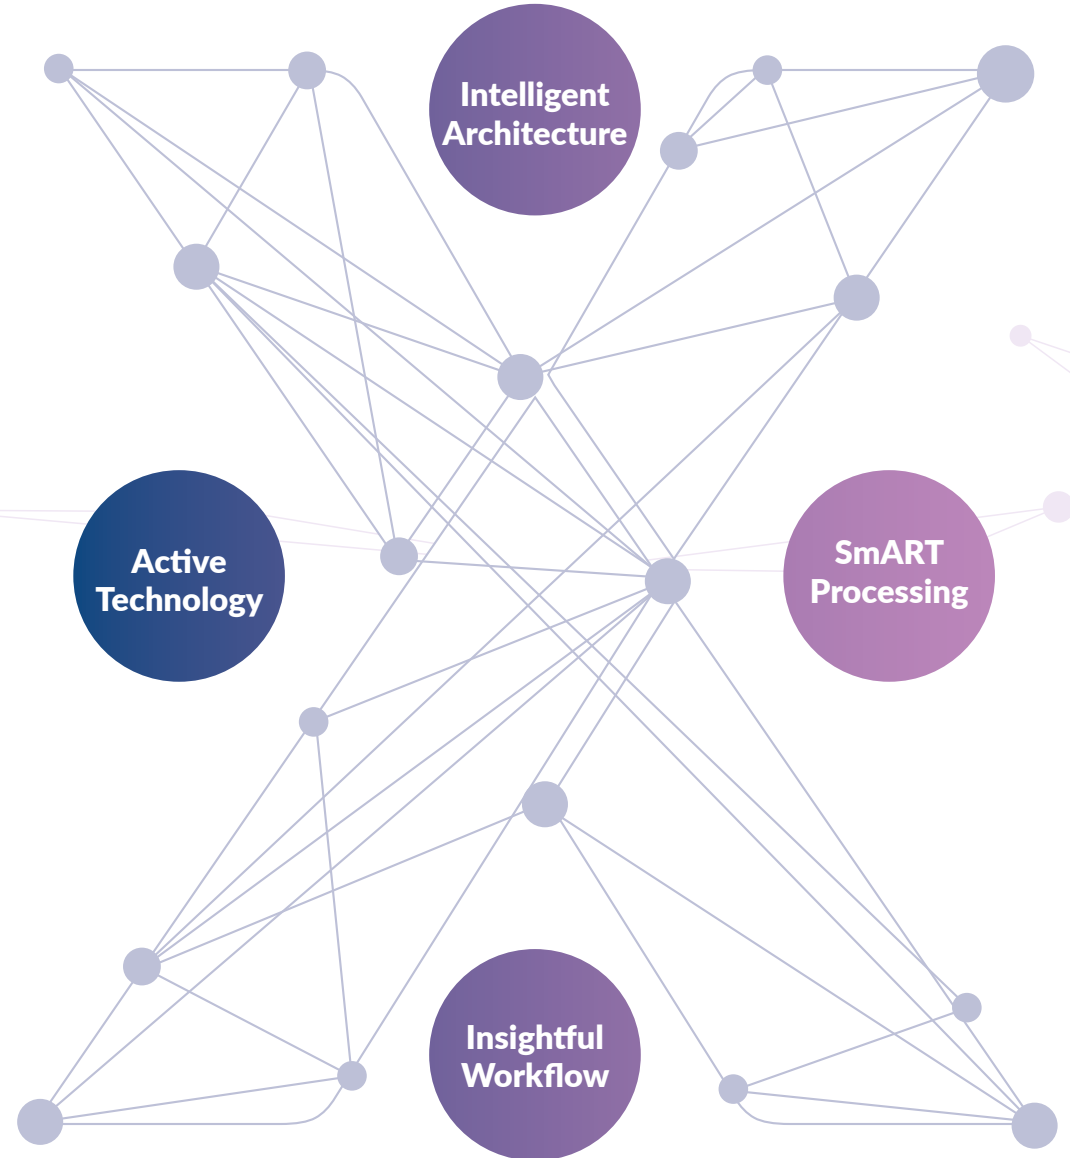 Intelligent
Architecture
Active
Technology
SmART
Processing
Insightful
Workflow